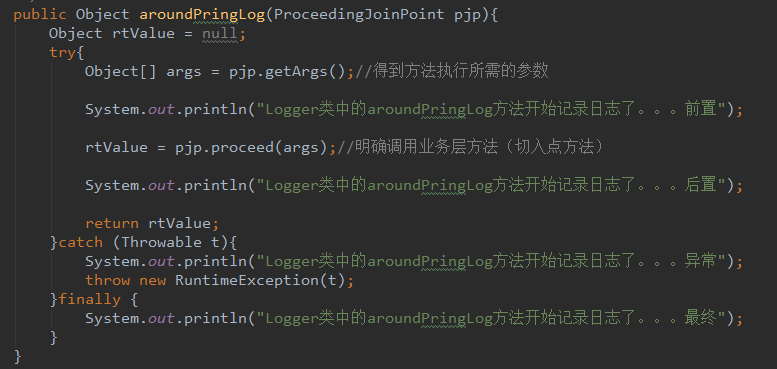 public Object aroundPringLog(ProceedingJoinPoint pjp){
Object rtValue = null;
try{
Object[] args = pjp.getArgs();//得到方法执行所需的参数
System.out.println("Logger类中的aroundPringLog方法开始记录日志了。。。前置");
rtValue = pjp.proceed(args);//明确调用业务层方法（切入点方法）
System.out.println("Logger类中的aroundPringLog方法开始记录日志了。。。后置");
return rtValue;
}catch (Throwable t){
System.out.println("Logger类中的aroundPringLog方法开始记录日志了。。。异常");
throw new RuntimeException(t);
}finally {
System.out.println("Logger类中的aroundPringLog方法开始记录日志了。。。最终");
}
}